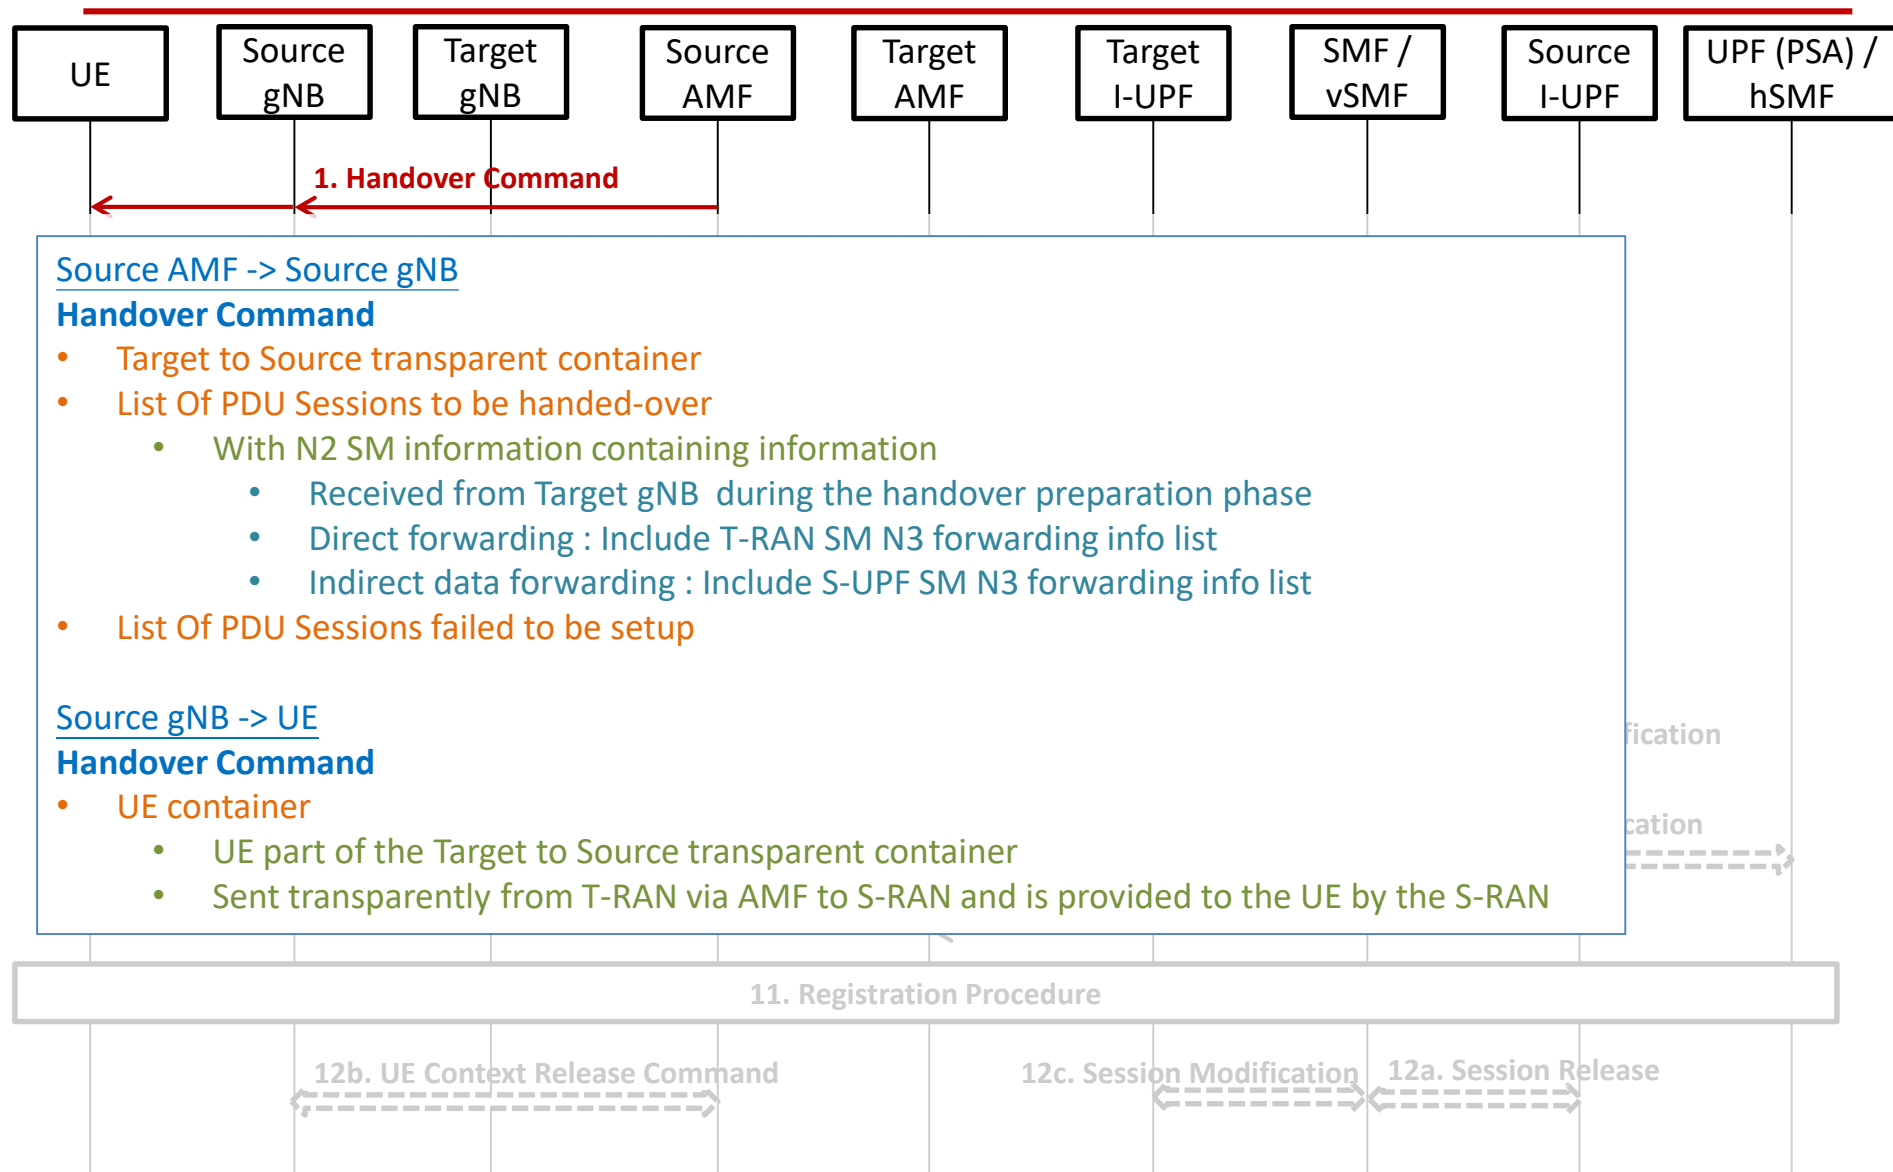 UE
Source
gNB
Target
gNB
Source
AMF
Target
AMF
Target
I-UPF
SMF /
vSMF
Source
I-UPF
UPF (PSA) /
hSMF
1. Handover Command
Source AMF -> Source gNB
Handover Command
• Target to Source transparent container
• List Of PDU Sessions to be handed-over
• With N2 SM information containing information
• Received from Target gNB during the handover preparation phase
• Direct forwarding : Include T-RAN SM N3 forwarding info list
• Indirect data forwarding : Include S-UPF SM N3 forwarding info list
• List Of PDU Sessions failed to be setup
Source gNB -> UE
Handover Command
• UE container
• UE part of the Target to Source transparent container
• Sent transparently from T-RAN via AMF to S-RAN and is provided to the UE by the S-RAN
11. Registration Procedure
12b. UE Context Release Command
12c. Session Modification
12a. Session Release